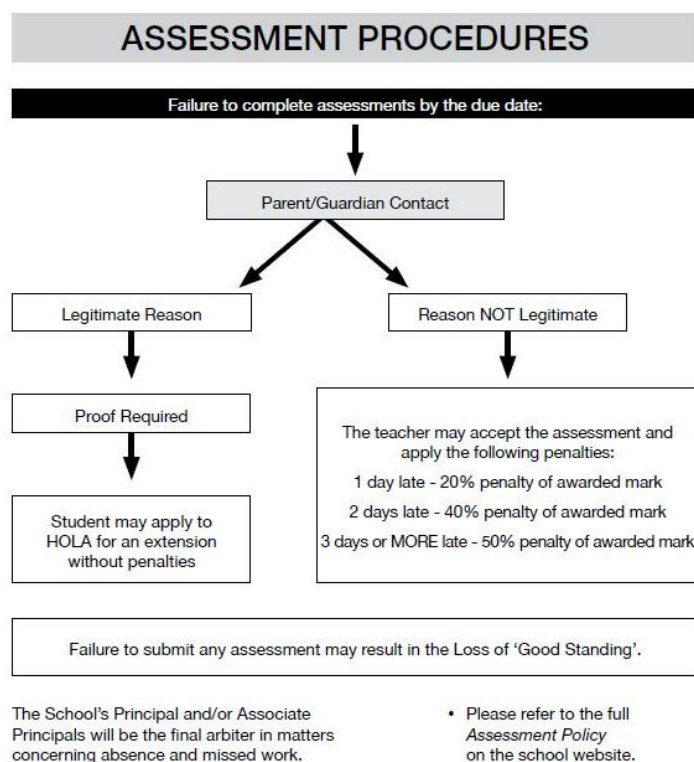 ASSESSMENT PROCEDURES
Failure to complete assessments by the due date:
Parent/Guardian Contact
Legitimate Reason
Reason NOT Legitimate
Proof Required
The teacher may accept the assessment and
apply the following penalties:
1 day late - 20% penalty of awarded mark
2 days late - 40% penalty of awarded mark
3 days or MORE late - 50% penalty of awarded mark
Student may apply to
HOLA for an extension
without penalties
Failure to submit any assessment may result in the Loss of ‘Good Standing’.
The School’s Principal and/or Associate
Principals will be the final arbiter in matters
concerning absence and missed work.
• Please refer to the full
Assessment Policy
on the school website.